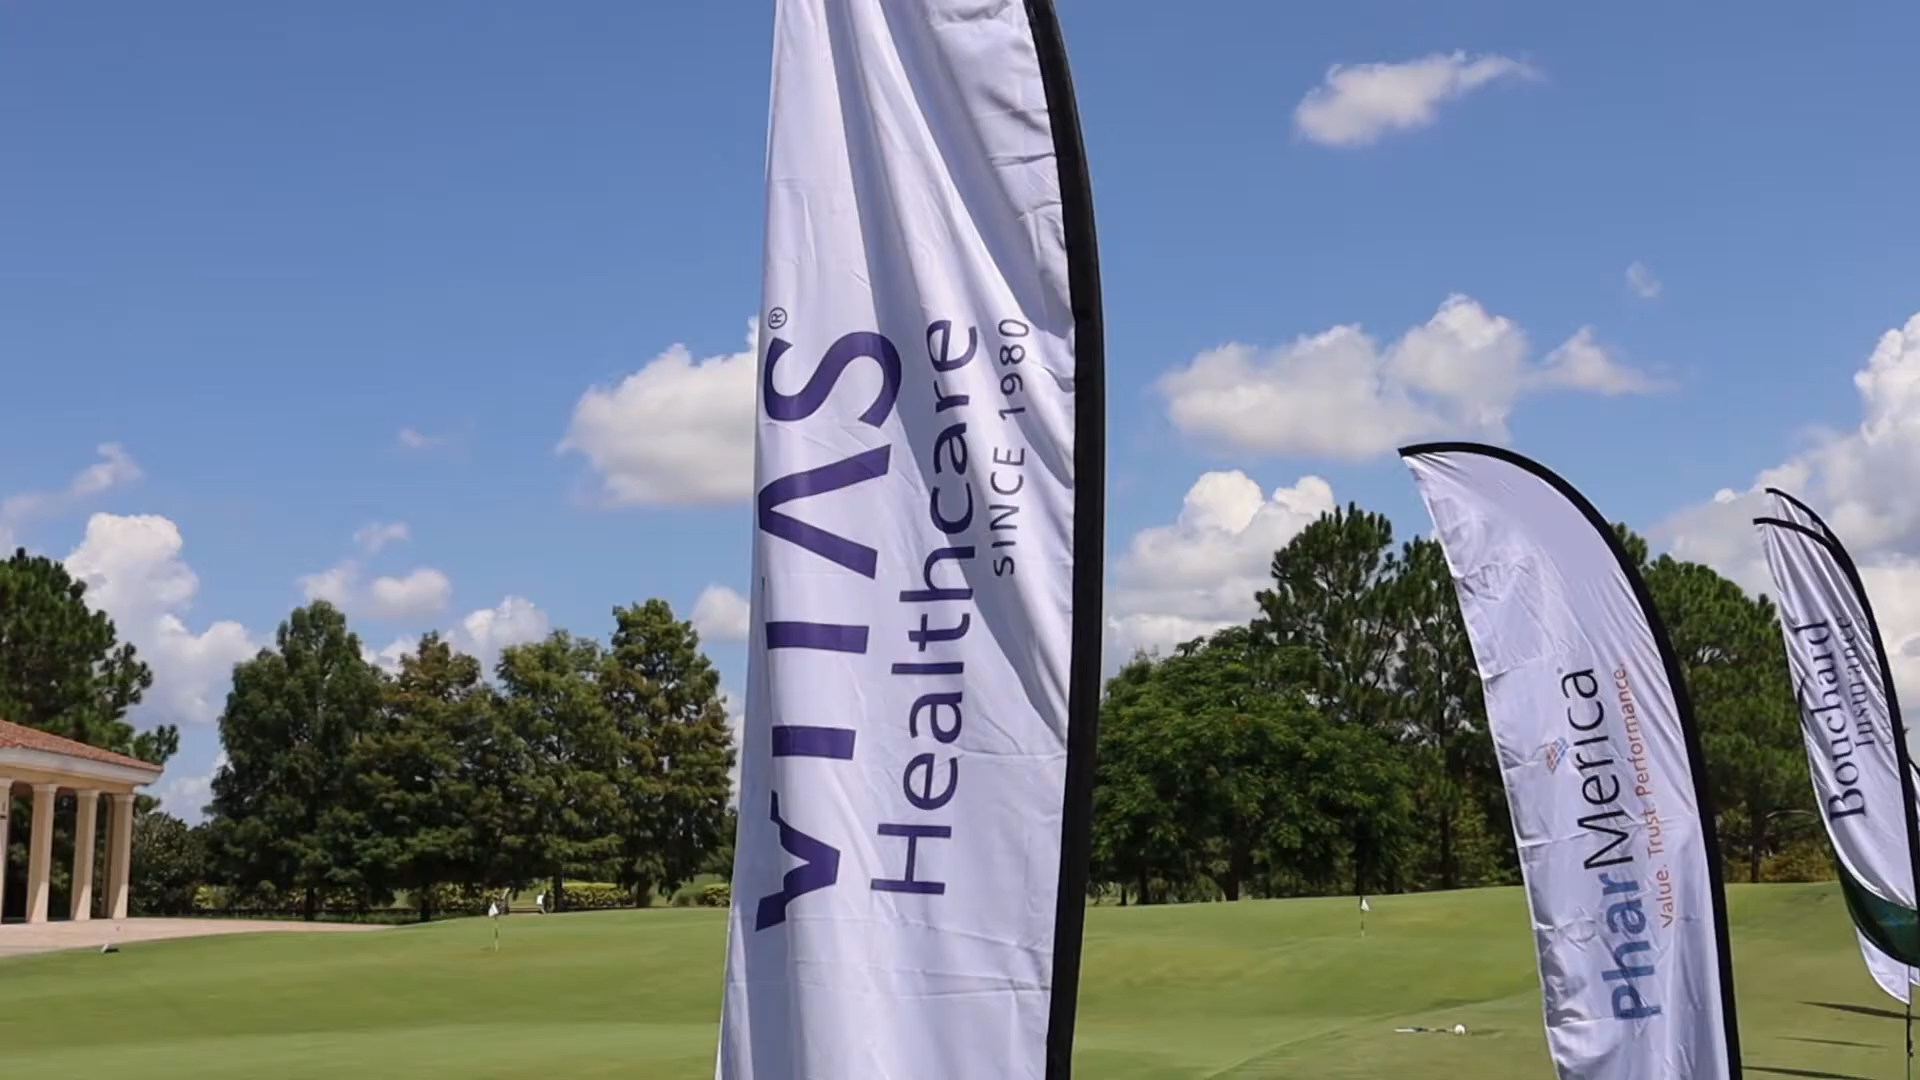 VITAS®
Healthcare
SINCE 1980
PharMerica
Value. Trust. Performance.
Bouchard
Insurance